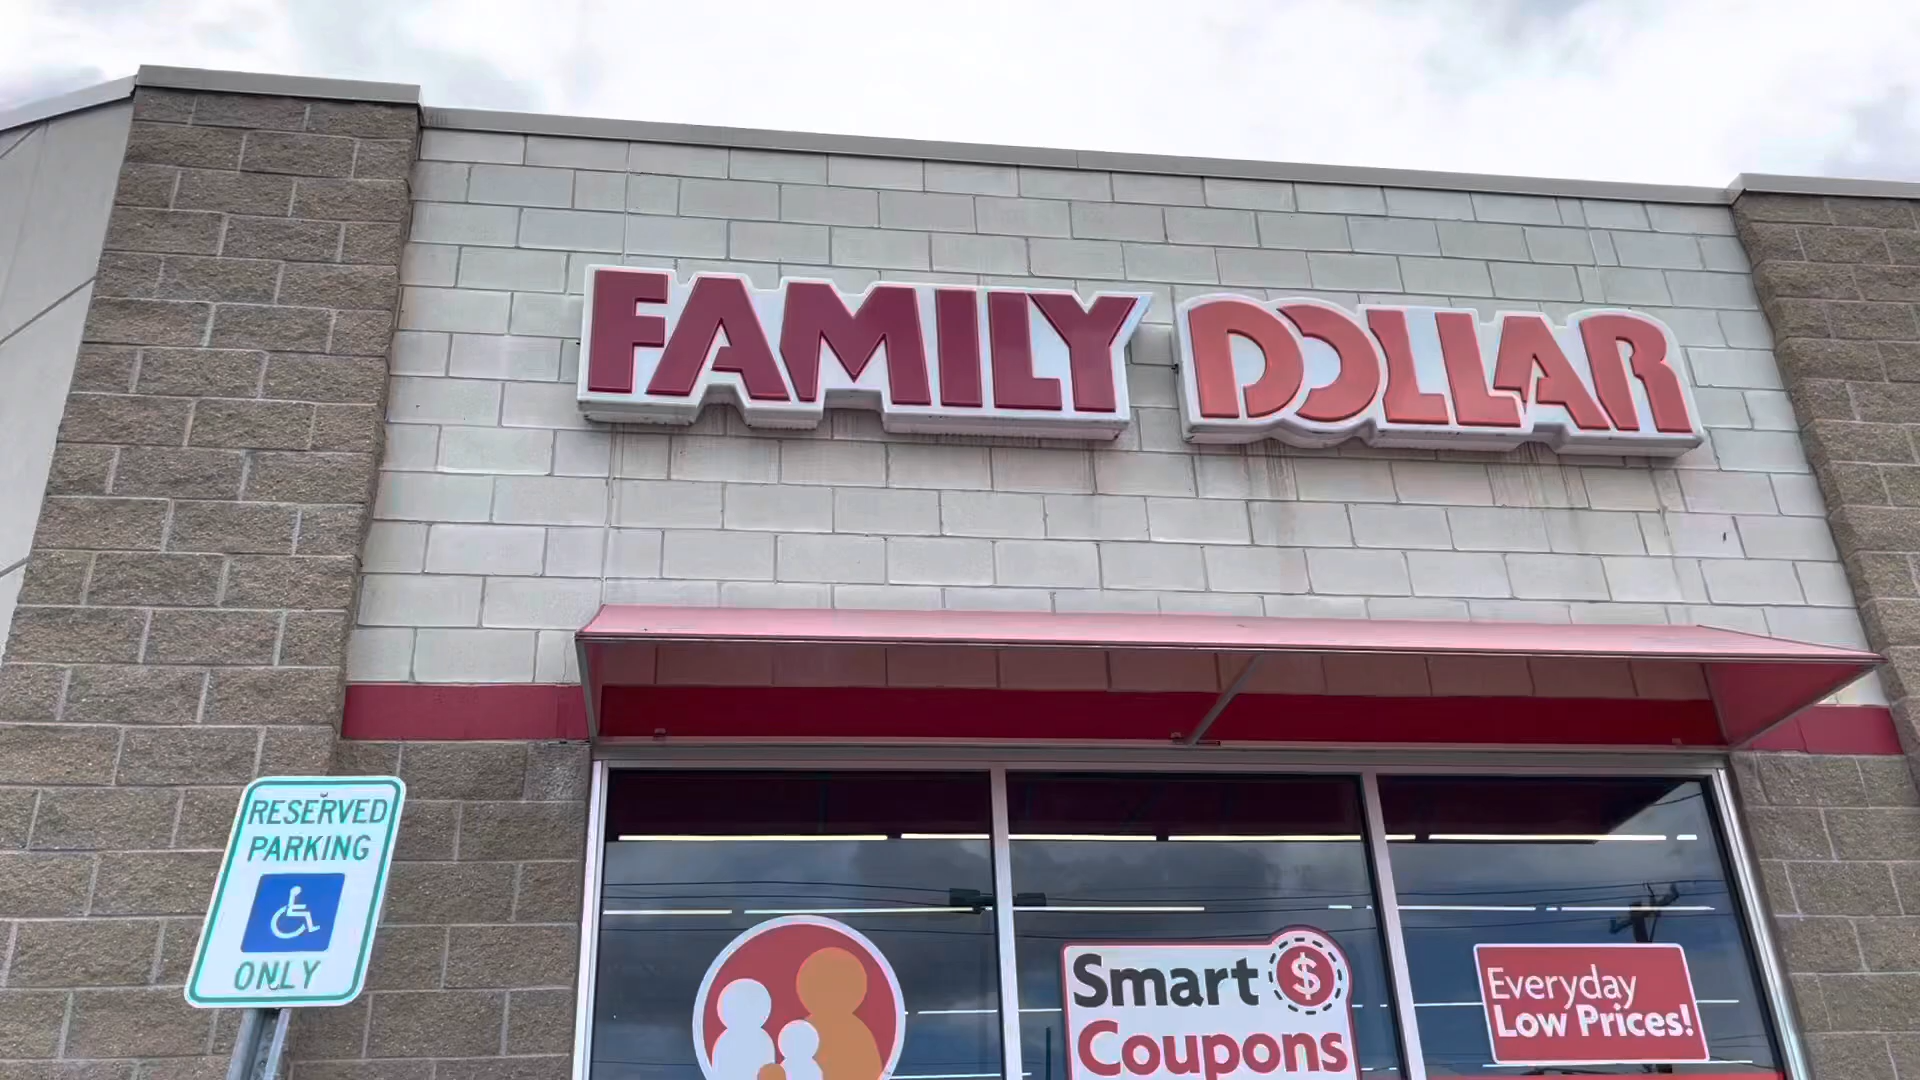 FAMILY DOLLAR
RESERVED
PARKING
ONLY
Smart $
Coupons
Everyday
Low Prices!